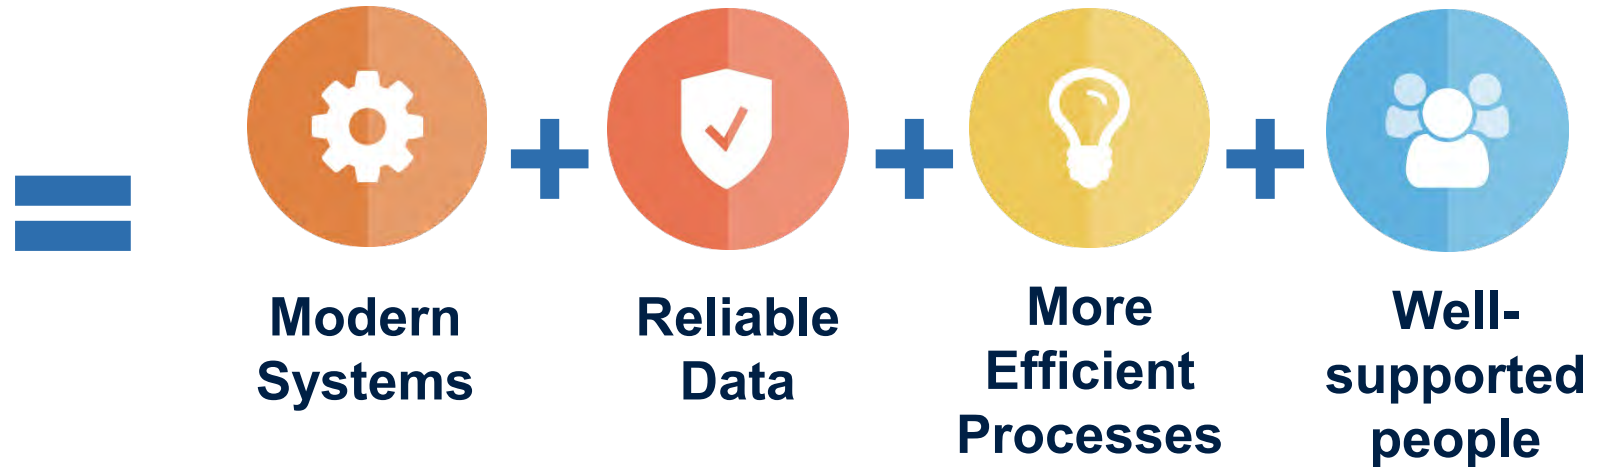 =
+
+
+
Modern
Systems
Reliable
Data
More
Efficient
Processes
Well-
supported
people